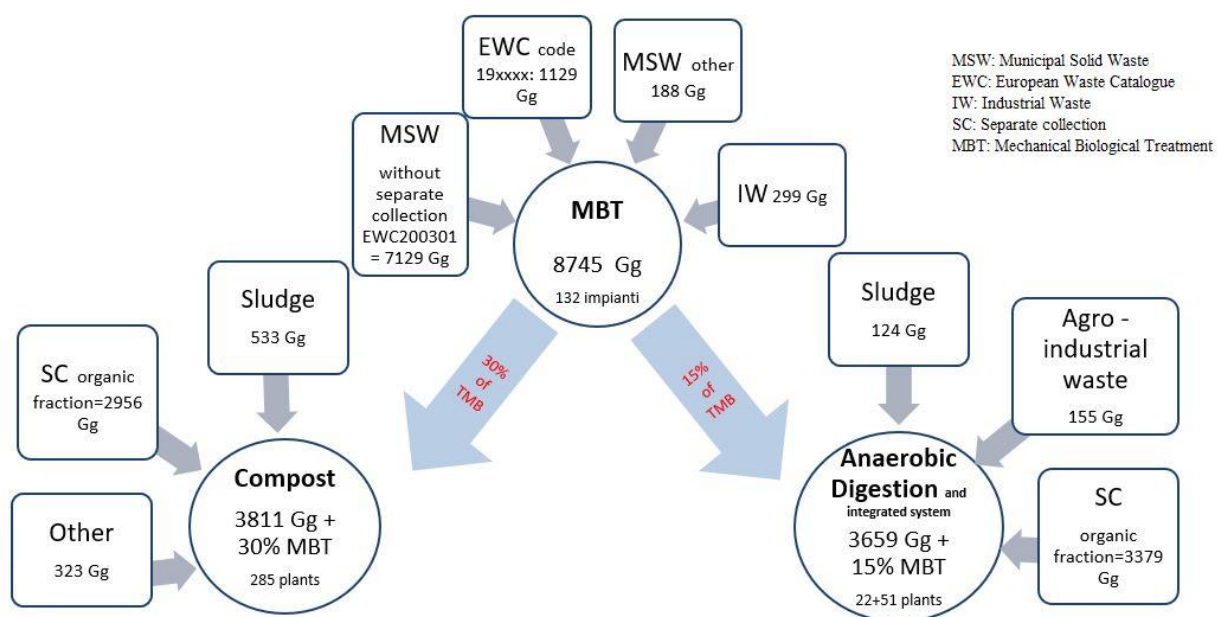 EWC code
19xxxx: 1129
Gg
MSW other
188 Gg
MSW: Municipal Solid Waste
EWC: European Waste Catalogue
IW: Industrial Waste
SC: Separate collection
MBT: Mechanical Biological Treatment
MSW
without
separate
collection
EWC200301
= 7129 Gg
MBT
8745 Gg
132 impianti
IW 299 Gg
Sludge
533 Gg
Sludge
124 Gg
SC organic
fraction=2956
Gg
30%
of
TMB
15%
of
TMB
Agro -
industrial
waste
155 Gg
Compost
3811 Gg +
30% MBT
285 plants
Anaerobic
Digestion and
integrated system
3659 Gg +
15% MBT
22+51 plants
Other
323 Gg
SC
organic
fraction=3379
Gg